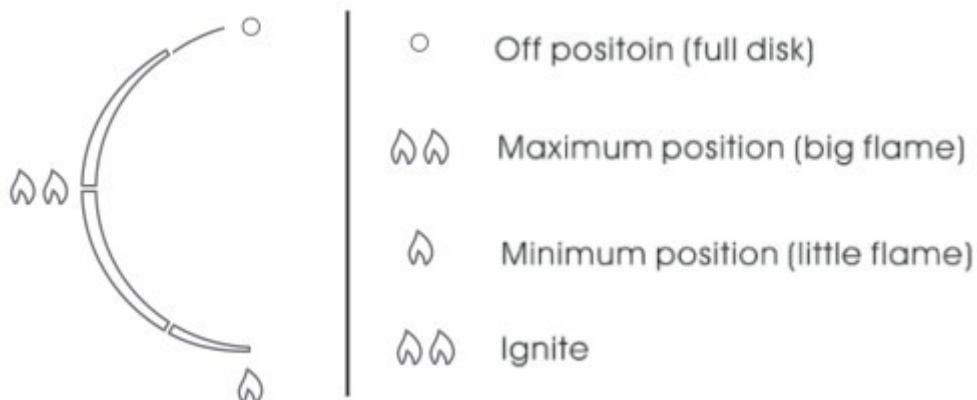 Off positoin (full disk)
Maximum position (big flame)
Minimum position (little flame)
Ignite